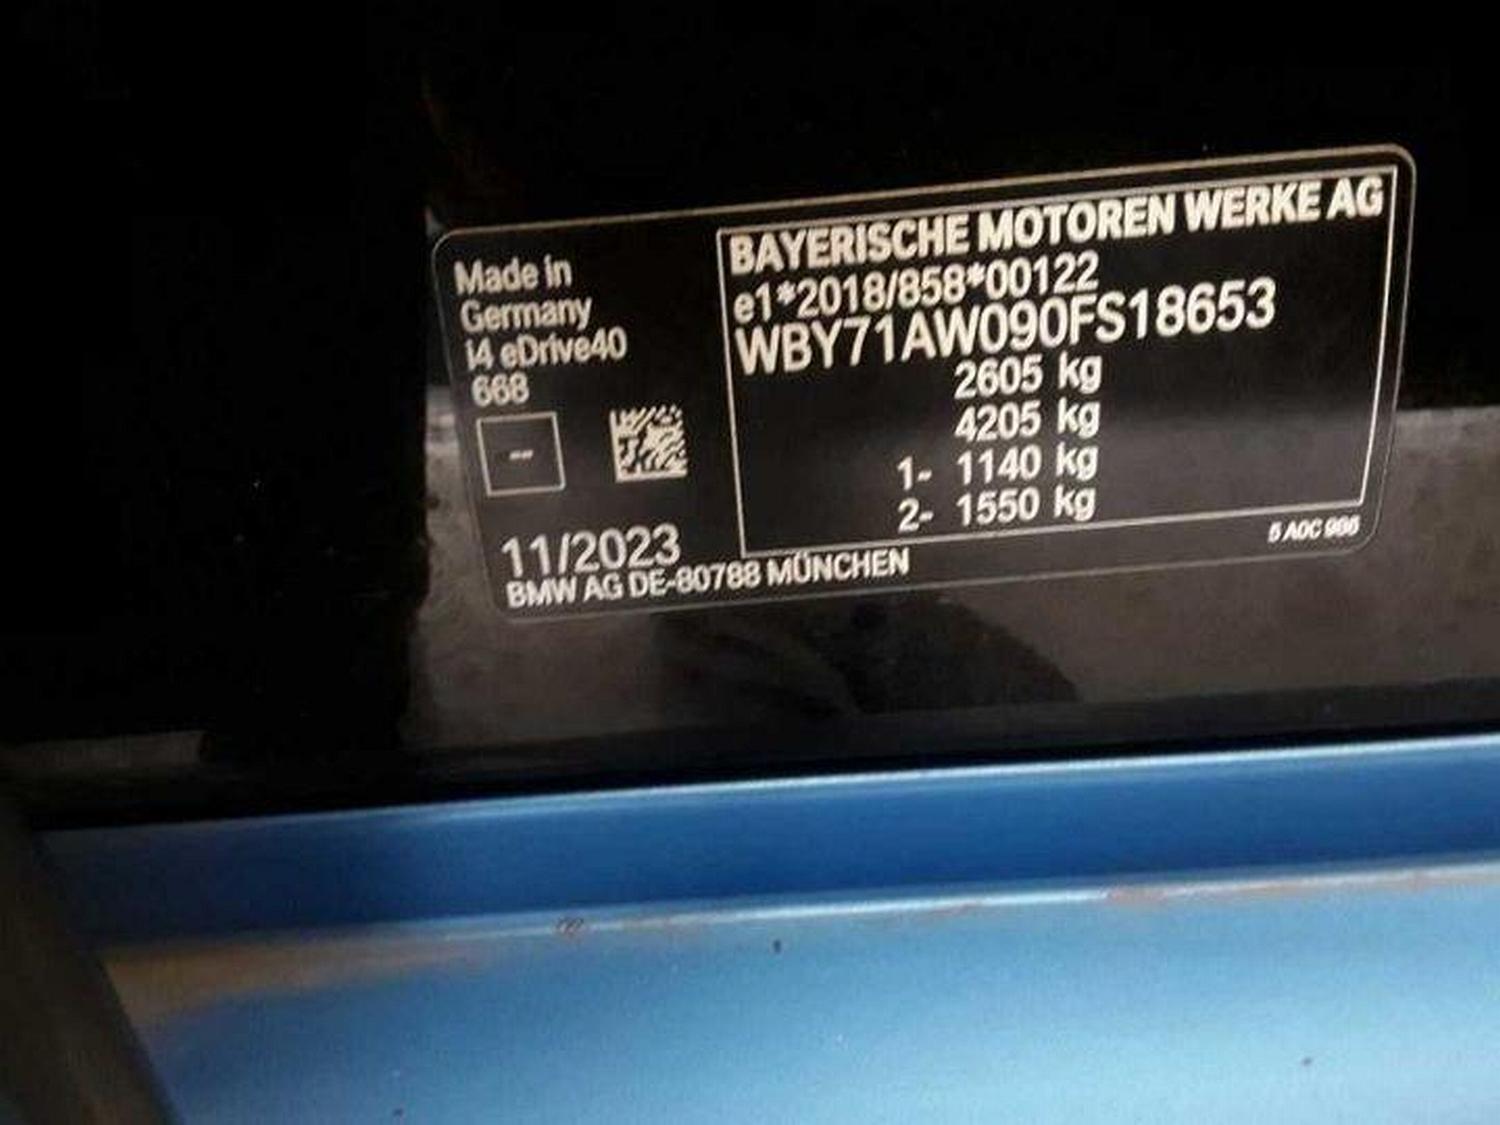 Made in
Germany
i4 eDrive40
668
--
11/2023
BMW AG DE-80788 MÜNCHEN
BAYERISCHE MOTOREN WERKE AG
e1*2018/858*00122
WBY71AW090FS18653
2605 kg
4205 kg
1- 1140 kg
2- 1550 kg
5 A0C 986